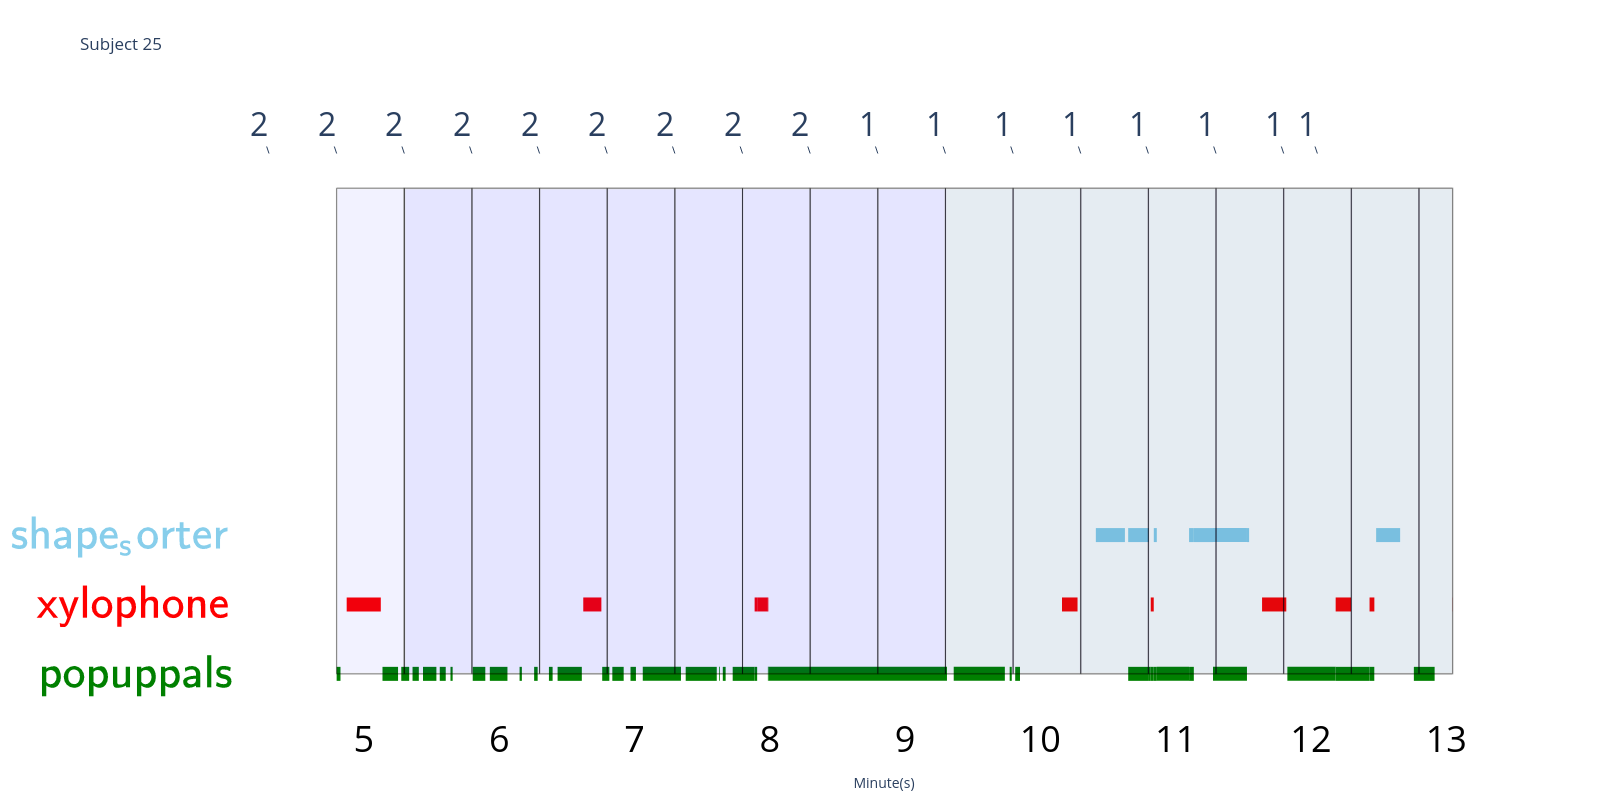 Subject 25
2 2 2 2 2 2 2 2 2 1 1 1 1 1 1 1 1
shapesorter
xylophone
popuppals
5 6 7 8 9 10 11 12 13
Minute(s)